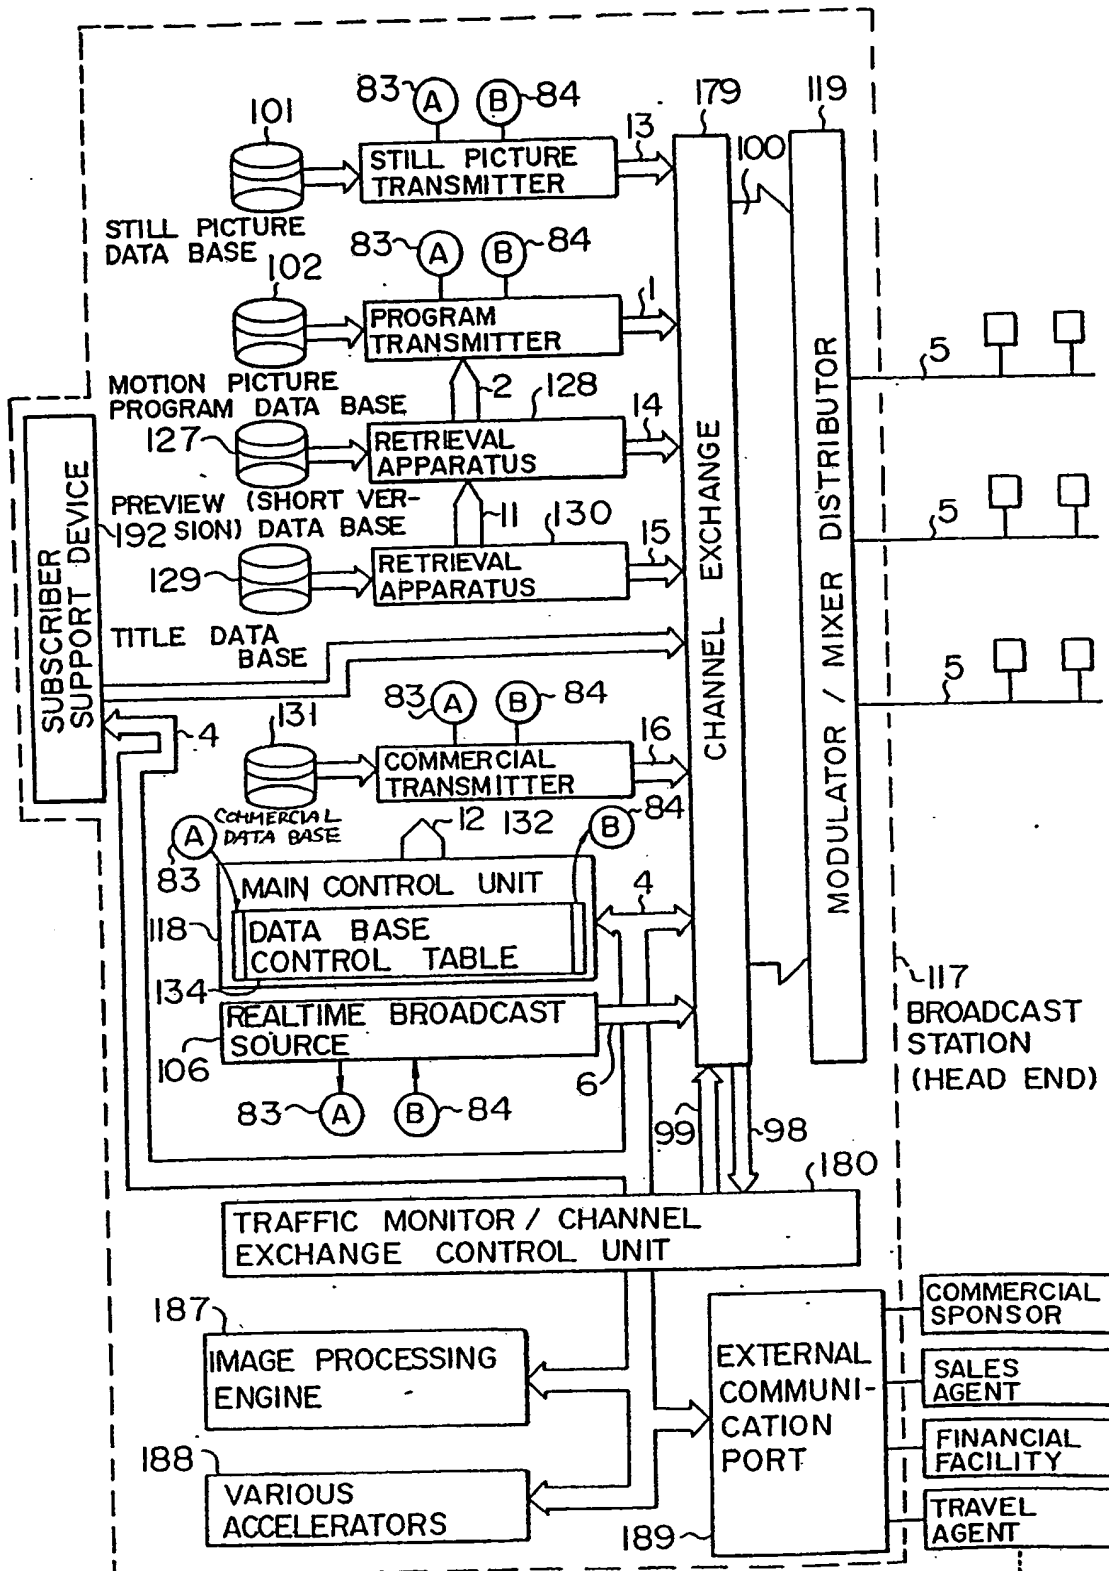 83 A B 84
179
119
101
13
100
STILL PICTURE
TRANSMITTER
STILL PICTURE
DATA BASE
83 A B 84
102
1
PROGRAM
TRANSMITTER
MOTION PICTURE
PROGRAM DATA BASE
2
128
5
127
14
RETRIEVAL
APPARATUS
PREVIEW (SHORT VER-
SION) DATA BASE
192
11
130
5
129
15
RETRIEVAL
APPARATUS
TITLE DATA
BASE
SUBSCRIBER
SUPPORT DEVICE
CHANNEL EXCHANGE
MODULATOR / MIXER DISTRIBUTOR
5
4
83 A B 84
131
16
COMMERCIAL
TRANSMITTER
COMMERCIAL
DATA BASE
A
83
12
132
B
84
MAIN CONTROL UNIT
4
118
DATA BASE
CONTROL TABLE
134
117
BROADCAST
STATION
(HEAD END)
REALTIME BROADCAST
SOURCE
106
6
83 A B 84
99
98
180
TRAFFIC MONITOR / CHANNEL
EXCHANGE CONTROL UNIT
187
IMAGE PROCESSING
ENGINE
188
VARIOUS
ACCELERATORS
EXTERNAL
COMMUNI-
CATION
PORT
189
COMMERCIAL
SPONSOR
SALES
AGENT
FINANCIAL
FACILITY
TRAVEL
AGENT